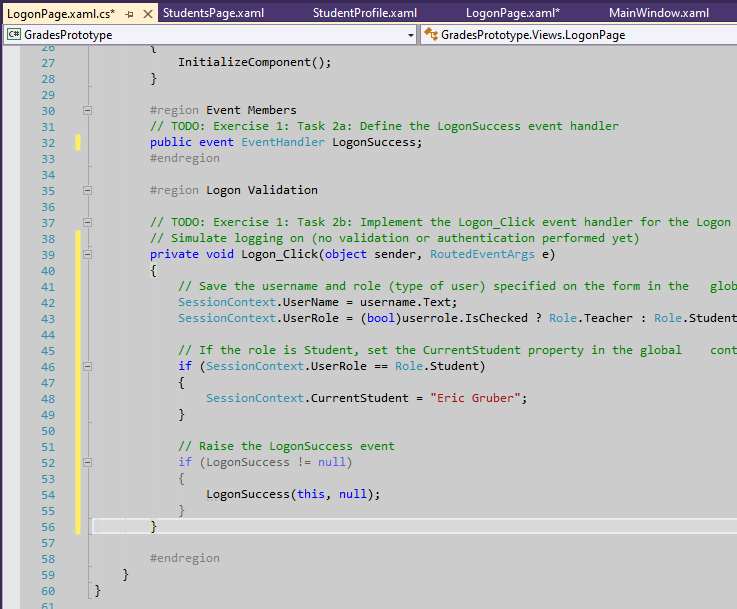 LogonPage.xaml.cs* StudentsPage.xaml StudentProfile.xaml LogonPage.xaml* MainWindow.xaml
C# GradesPrototype GradesPrototype.Views.LogonPage
26 {
27 InitializeComponent();
28 }
29
30 #region Event Members
31 // TODO: Exercise 1: Task 2a: Define the LogonSuccess event handler
32 public event EventHandler LogonSuccess;
33 #endregion
34
35 #region Logon Validation
36
37 // TODO: Exercise 1: Task 2b: Implement the Logon_Click event handler for the Logon
38 // Simulate logging on (no validation or authentication performed yet)
39 private void Logon_Click(object sender, RoutedEventArgs e)
40 {
41 // Save the username and role (type of user) specified on the form in the glob
42 SessionContext.UserName = username.Text;
43 SessionContext.UserRole = (bool)userrole.IsChecked ? Role.Teacher : Role.Student
44
45 // If the role is Student, set the CurrentStudent property in the global cont
46 if (SessionContext.UserRole == Role.Student)
47 {
48 SessionContext.CurrentStudent = "Eric Gruber";
49 }
50
51 // Raise the LogonSuccess event
52 if (LogonSuccess != null)
53 {
54 LogonSuccess(this, null);
55 }
56 }
57
58 #endregion
59 }
60 }
61